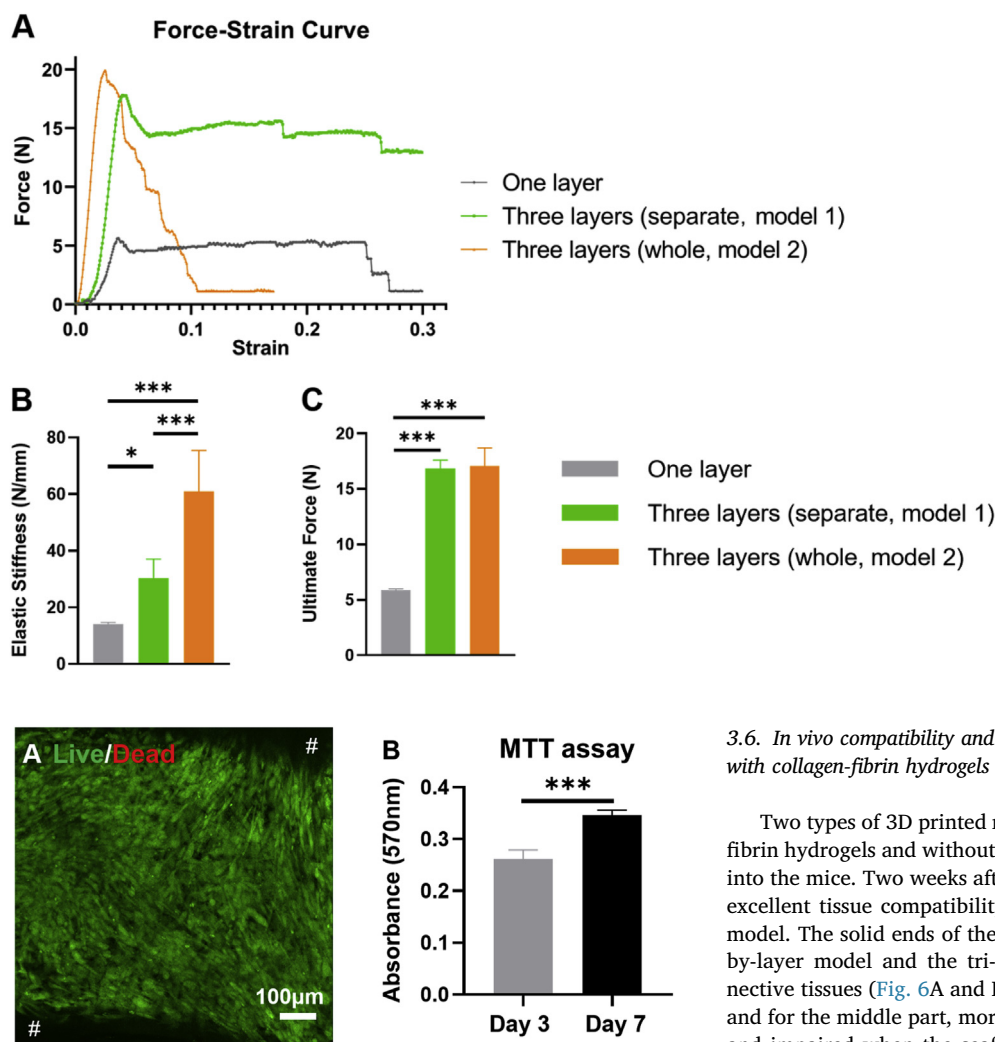 A
Force-Strain Curve
Force (N)
20
15
10
5
0
0.0
0.1
0.2
0.3
Strain
One layer
Three layers (separate, model 1)
Three layers (whole, model 2)
B
Elastic Stiffness (N/mm)
80
60
40
20
0
***
*
***
C
Ultimate Force (N)
20
15
10
5
0
***
***
One layer
Three layers (separate, model 1)
Three layers (whole, model 2)
A Live/Dead
#
#
100μm
B
MTT assay
Absorbance (570nm)
0.4
0.3
0.2
0.1
0.0
***
Day 3
Day 7
3.6. In vivo compatibility and
with collagen-fibrin hydrogels
Two types of 3D printed
fibrin hydrogels and without
into the mice. Two weeks af
excellent tissue compatibilit
model. The solid ends of the
by-layer model and the tri-
nective tissues (Fig. 6A and
and for the middle part, mor